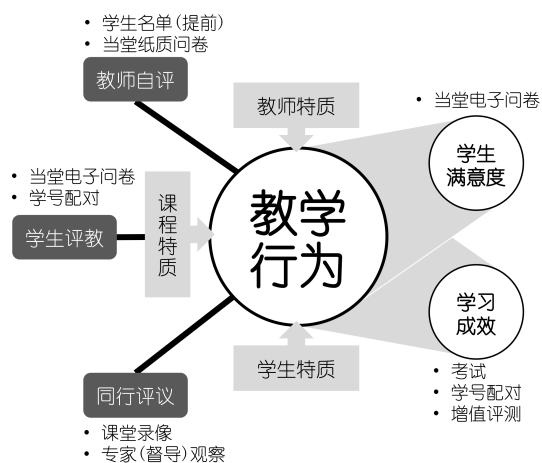 • 学生名单(提前)
• 当堂纸质问卷
教师自评
教师特质
• 当堂电子问卷
学生
满意度
• 当堂电子问卷
• 学号配对
学生评教
课程特质
教学
行为
学习
成效
学生特质
• 考试
• 学号配对
• 增值评测
同行评议
• 课堂录像
• 专家(督导)观察